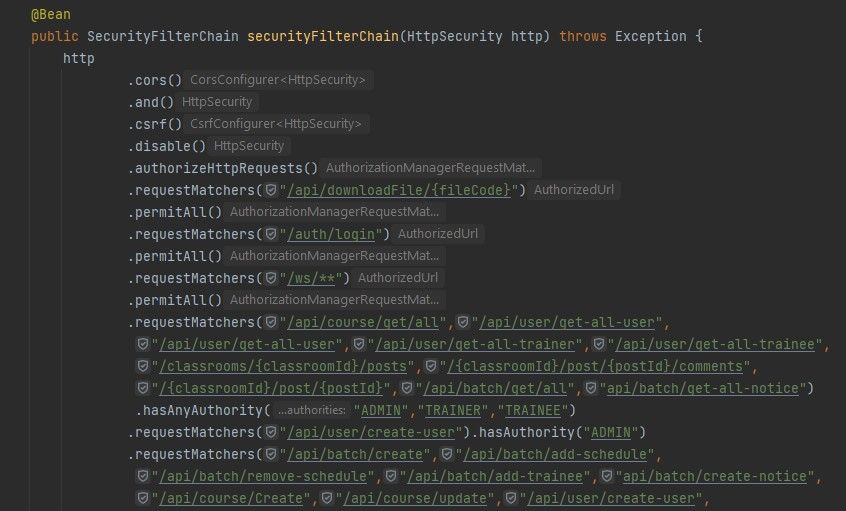 @Bean
public SecurityFilterChain securityFilterChain(HttpSecurity http) throws Exception {
http
.cors() CorsConfigurer<HttpSecurity>
.and() HttpSecurity
.csrf() CsrfConfigurer<HttpSecurity>
.disable() HttpSecurity
.authorizeHttpRequests() AuthorizationManagerRequestMat...
.requestMatchers("/api/downloadFile/{fileCode}") AuthorizedUrl
.permitAll() AuthorizationManagerRequestMat...
.requestMatchers("/auth/login") AuthorizedUrl
.permitAll() AuthorizationManagerRequestMat...
.requestMatchers("/ws/**") AuthorizedUrl
.permitAll() AuthorizationManagerRequestMat...
.requestMatchers("/api/course/get/all","/api/user/get-all-user",
"/api/user/get-all-user","/api/user/get-all-trainer","/api/user/get-all-trainee",
"/classrooms/{classroomId}/posts","/{classroomId}/post/{postId}/comments",
"/{classroomId}/post/{postId}","/api/batch/get/all","api/batch/get-all-notice")
.hasAnyAuthority( ...authorities: "ADMIN","TRAINER","TRAINEE")
.requestMatchers("/api/user/create-user").hasAuthority("ADMIN")
.requestMatchers("/api/batch/create","/api/batch/add-schedule",
"/api/batch/remove-schedule","/api/batch/add-trainee","api/batch/create-notice",
"/api/course/Create","/api/course/update","/api/user/create-user",